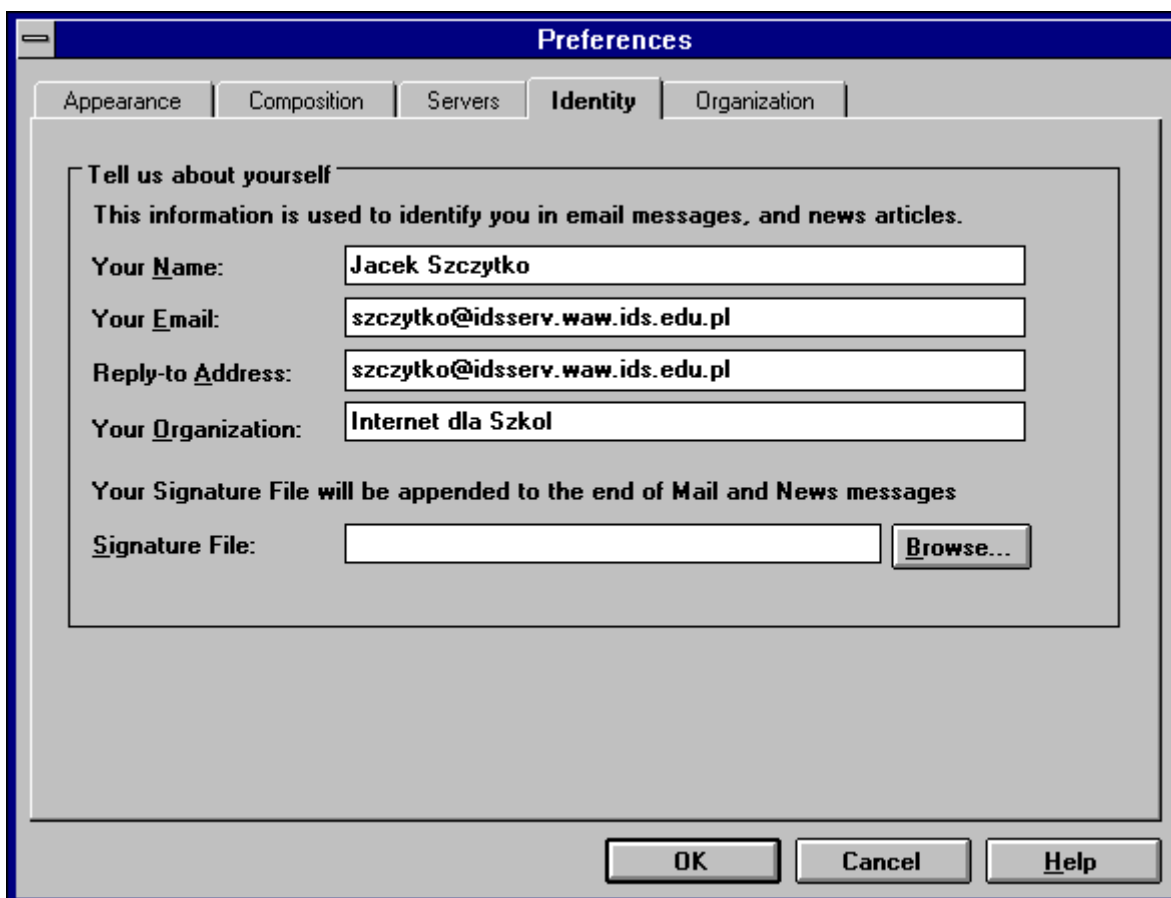 Preferences
Appearance Composition Servers Identity Organization
Tell us about yourself
This information is used to identify you in email messages, and news articles.
Your Name: Jacek Szczytko
Your Email: szczytko@idsserv.waw.ids.edu.pl
Reply-to Address: szczytko@idsserv.waw.ids.edu.pl
Your Organization: Internet dla Szkol
Your Signature File will be appended to the end of Mail and News messages
Signature File: Browse...
OK Cancel Help